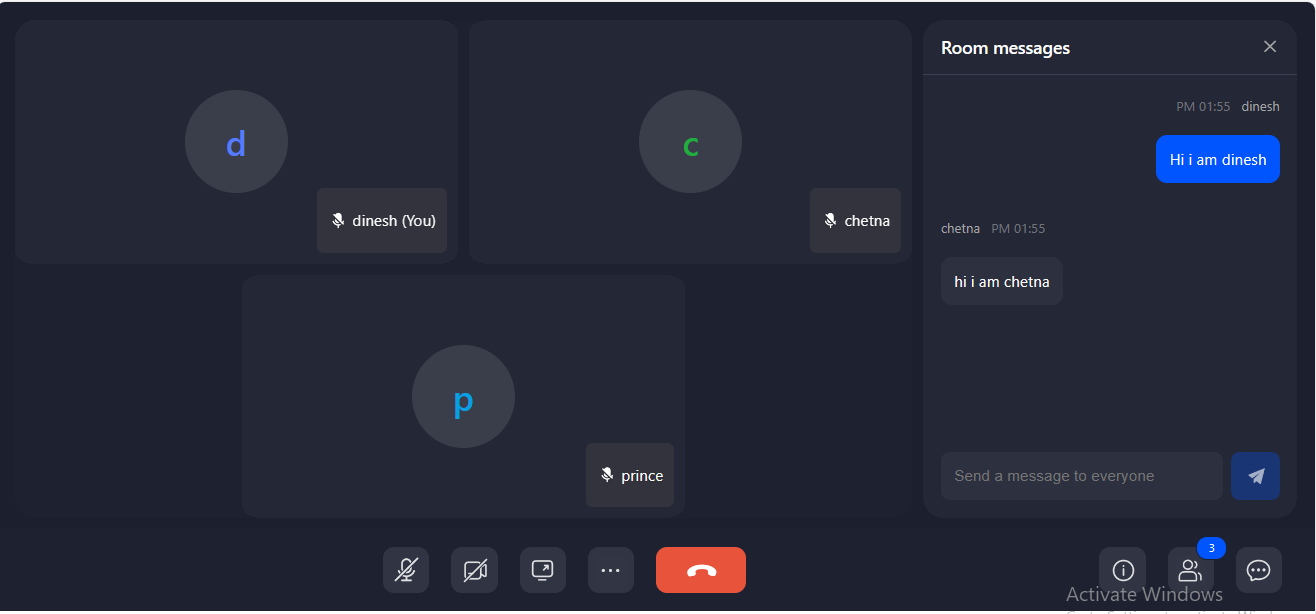 d
dinesh (You)
c
chetna
p
prince
Room messages
PM 01:55 dinesh
Hi i am dinesh
chetna PM 01:55
hi i am chetna
Send a message to everyone
3
Activate Windows